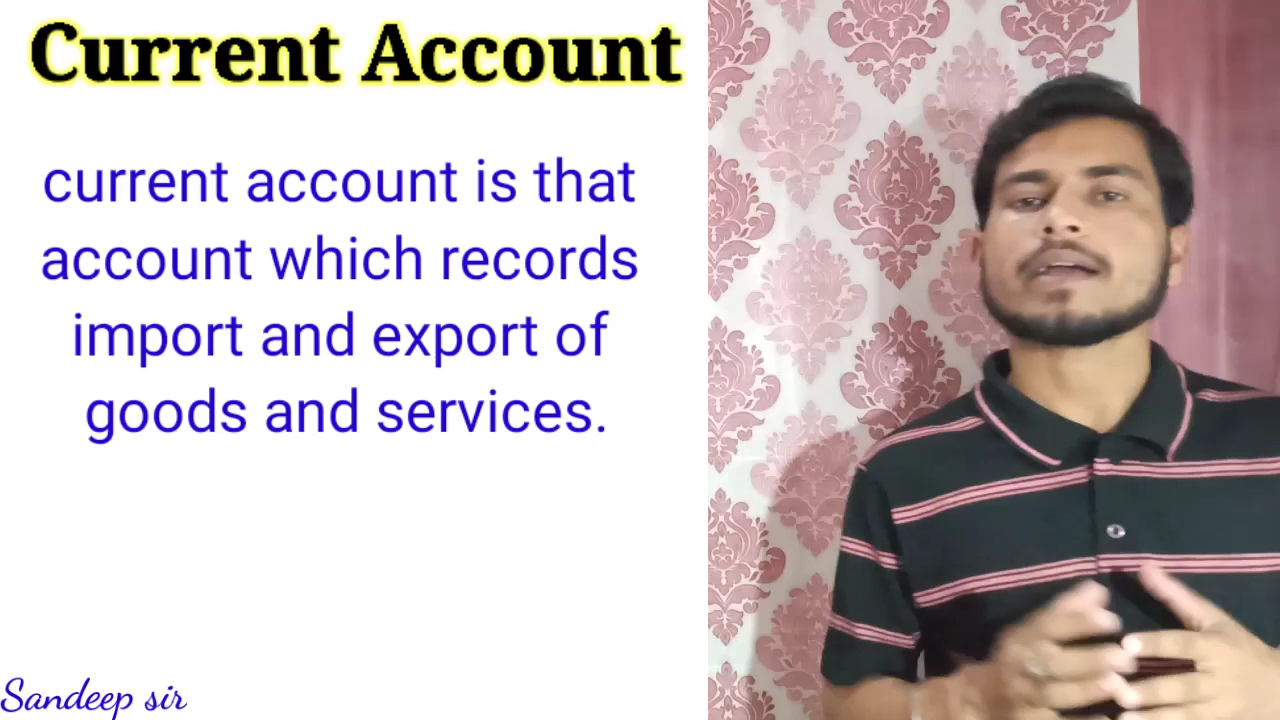 Current Account
current account is that
account which records
import and export of
goods and services.
Sandeep sir